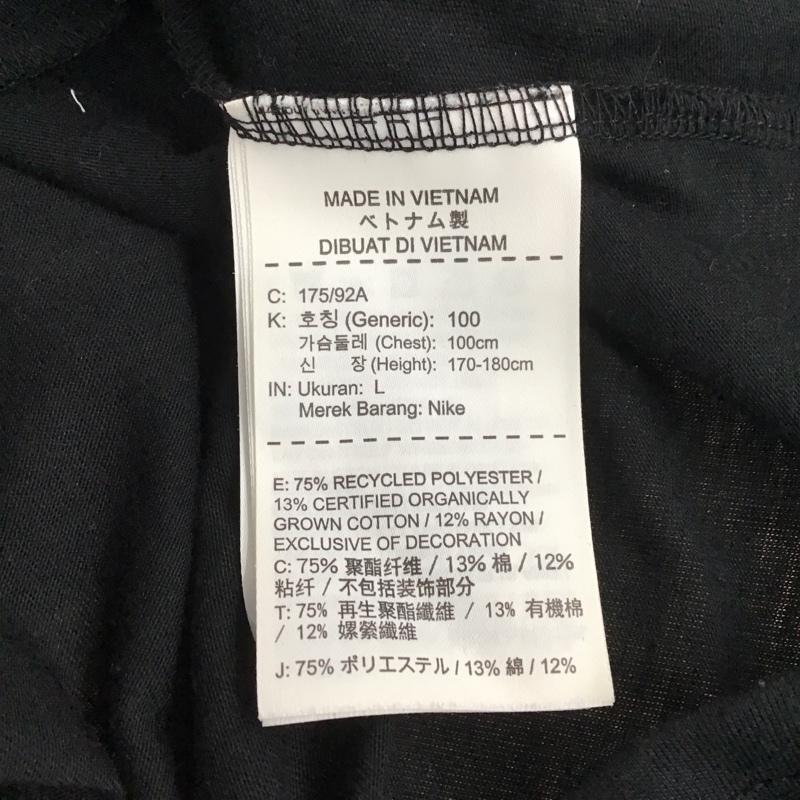 MADE IN VIETNAM
ベトナム製
DIBUAT DI VIETNAM
C: 175/92A
K: 호칭 (Generic): 100
가슴둘레 (Chest): 100cm
신 장 (Height): 170-180cm
IN: Ukuran: L
Merek Barang: Nike
E: 75% RECYCLED POLYESTER /
13% CERTIFIED ORGANICALLY
GROWN COTTON / 12% RAYON /
EXCLUSIVE OF DECORATION
C: 75% 聚酯纤维 / 13% 棉 / 12%
粘纤 / 不包括装饰部分
T: 75% 再生聚酯纖維 / 13% 有機棉
/ 12% 嫘縈纖維
J: 75% ポリエステル / 13% 綿 / 12%